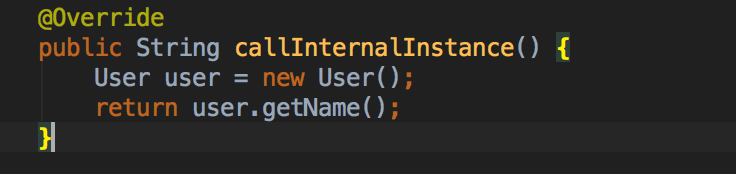 @Override
public String callInternalInstance() {
    User user = new User();
    return user.getName();
}